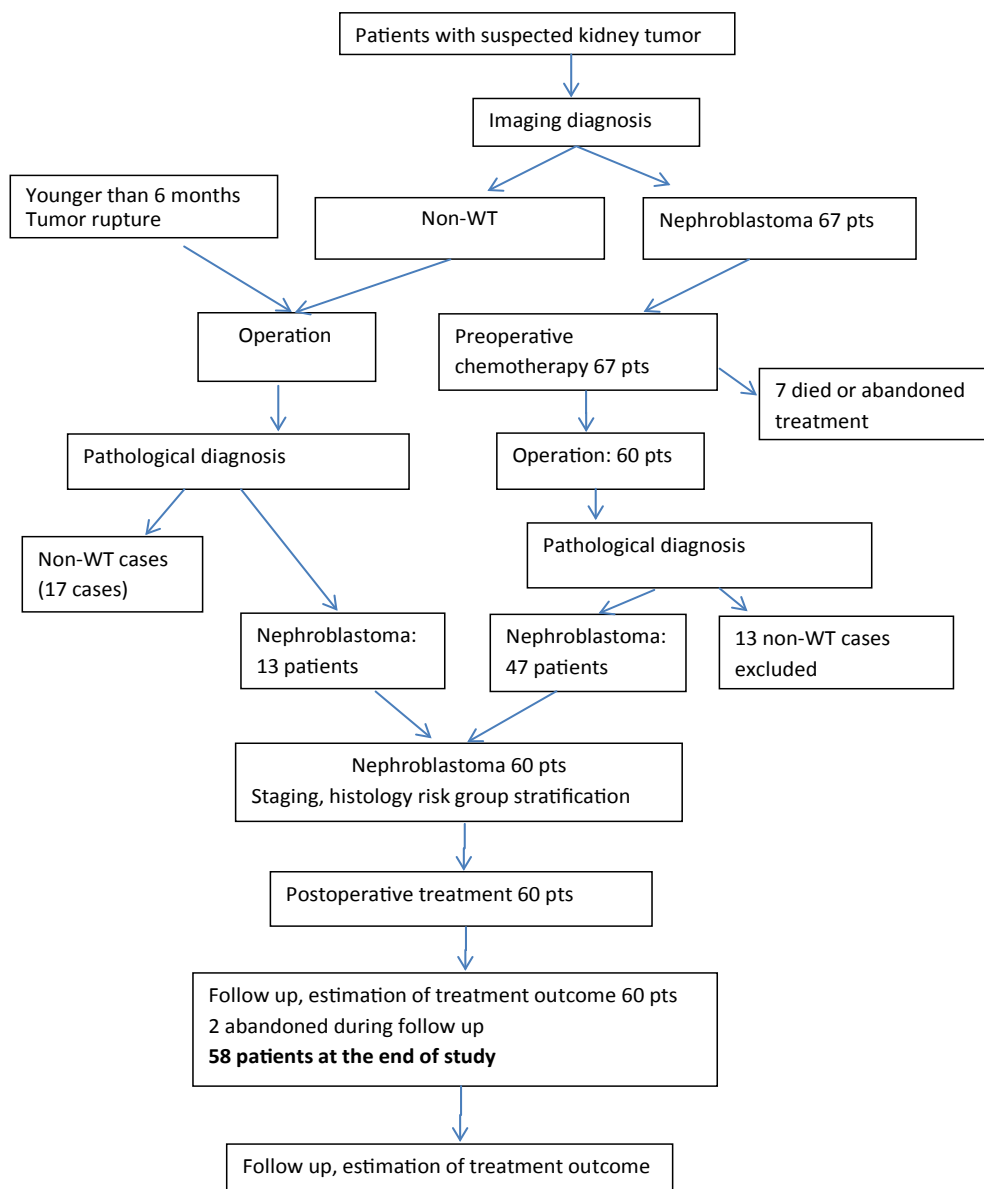 Patients with suspected kidney tumor
Imaging diagnosis
Younger than 6 months
Tumor rupture
Non-WT
Nephroblastoma 67 pts
Operation
Preoperative
chemotherapy 67 pts
7 died or abandoned
treatment
Pathological diagnosis
Operation: 60 pts
Non-WT cases
(17 cases)
Pathological diagnosis
Nephroblastoma:
13 patients
Nephroblastoma:
47 patients
13 non-WT cases
excluded
Nephroblastoma 60 pts
Staging, histology risk group stratification
Postoperative treatment 60 pts
Follow up, estimation of treatment outcome 60 pts
2 abandoned during follow up
58 patients at the end of study
Follow up, estimation of treatment outcome